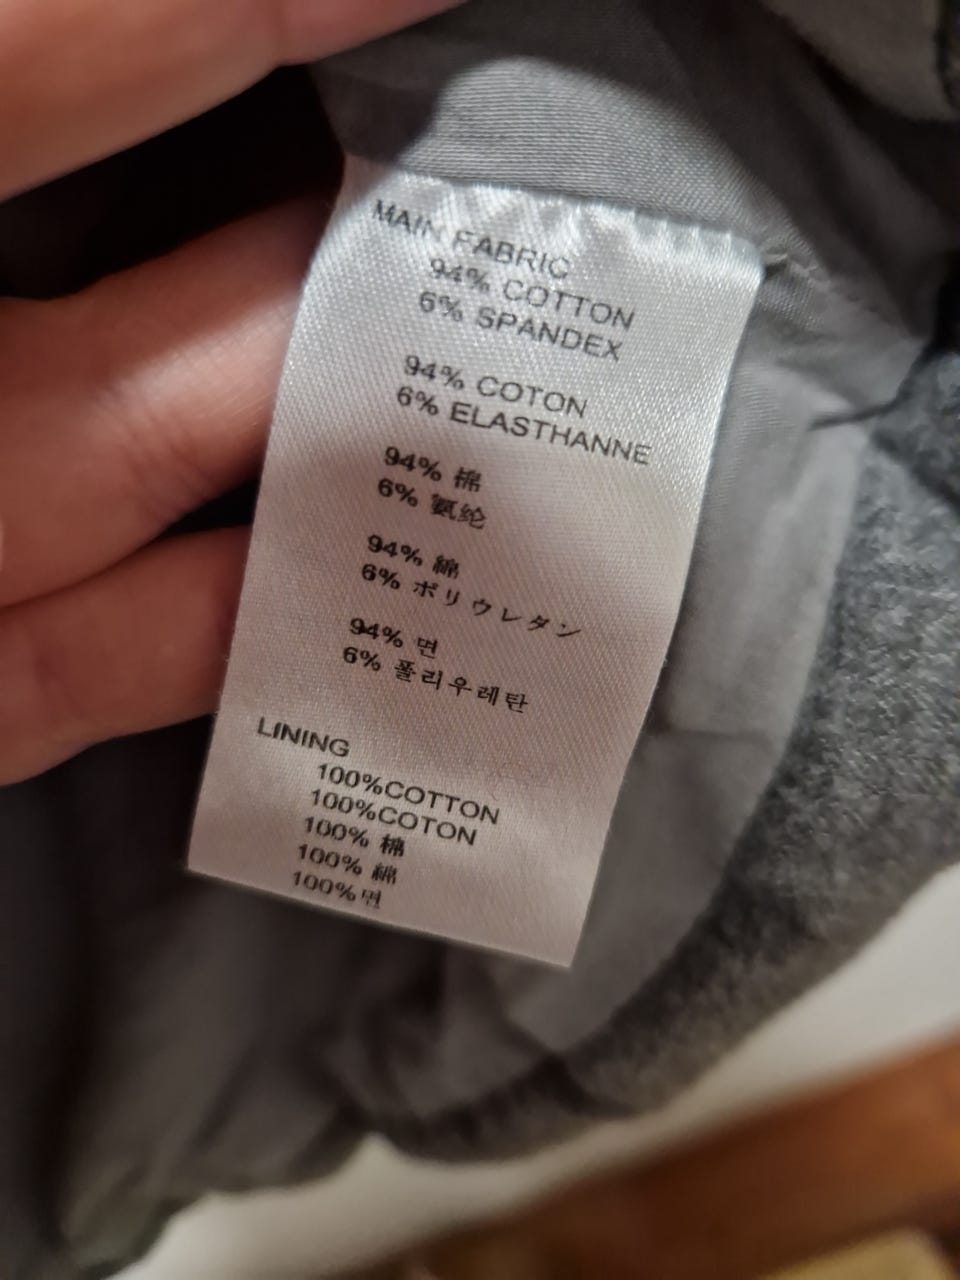 MAIN FABRIC
94% COTTON
6% SPANDEX
94% COTON
6% ELASTHANNE
94% 棉
6% 氨纶
94% 綿
6% ポリウレタン
94% 면
6% 폴리우레탄
LINING
100%COTTON
100%COTON
100% 棉
100% 綿
100%면